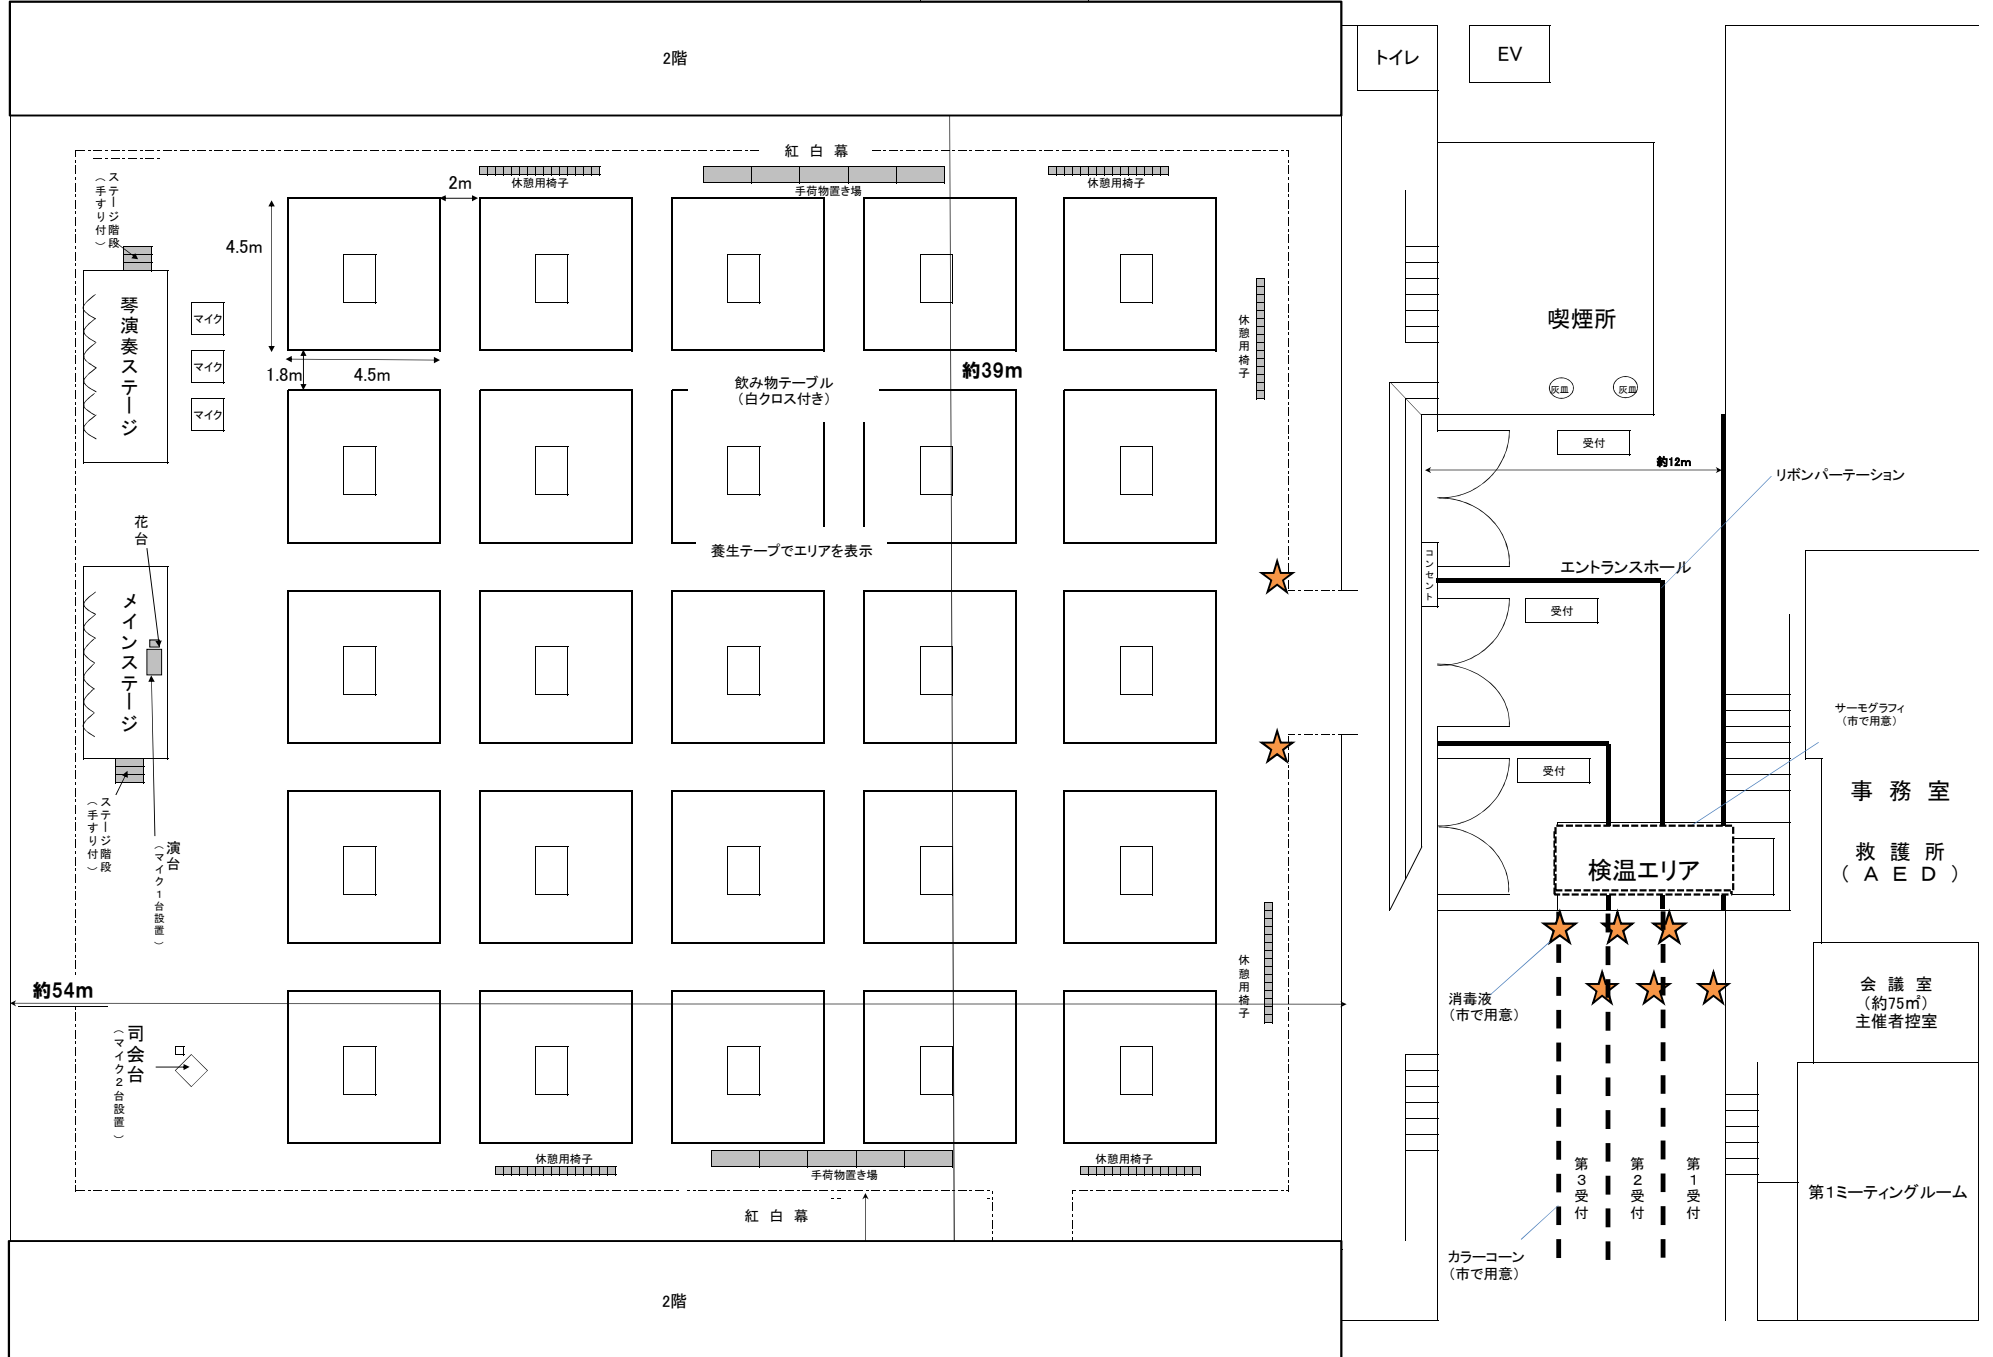 2階
トイレ
EV
紅白幕
ステージ階段
（手すり付）
休憩用椅子
手荷物置き場
休憩用椅子
2m
4.5m
琴演奏ステージ
マイク
マイク
マイク
1.8m
4.5m
飲み物テーブル
（白クロス付き）
約39m
休憩用椅子
喫煙所
灰皿
灰皿
受付
約12m
リボンパーテーション
花台
養生テープでエリアを表示
コンセント
エントランスホール
受付
メインステージ
サーモグラフィ
（市で用意）
受付
事務室
ステージ階段
（手すり付）
演台
（マイク1台設置）
検温エリア
救護所
（ＡＥＤ）
約54m
休憩用椅子
消毒液
（市で用意）
会議室
（約75㎡）
主催者控室
司会台
（マイク2台設置）
休憩用椅子
手荷物置き場
休憩用椅子
第3受付
第2受付
第1受付
第1ミーティングルーム
紅白幕
カラーコーン
（市で用意）
2階